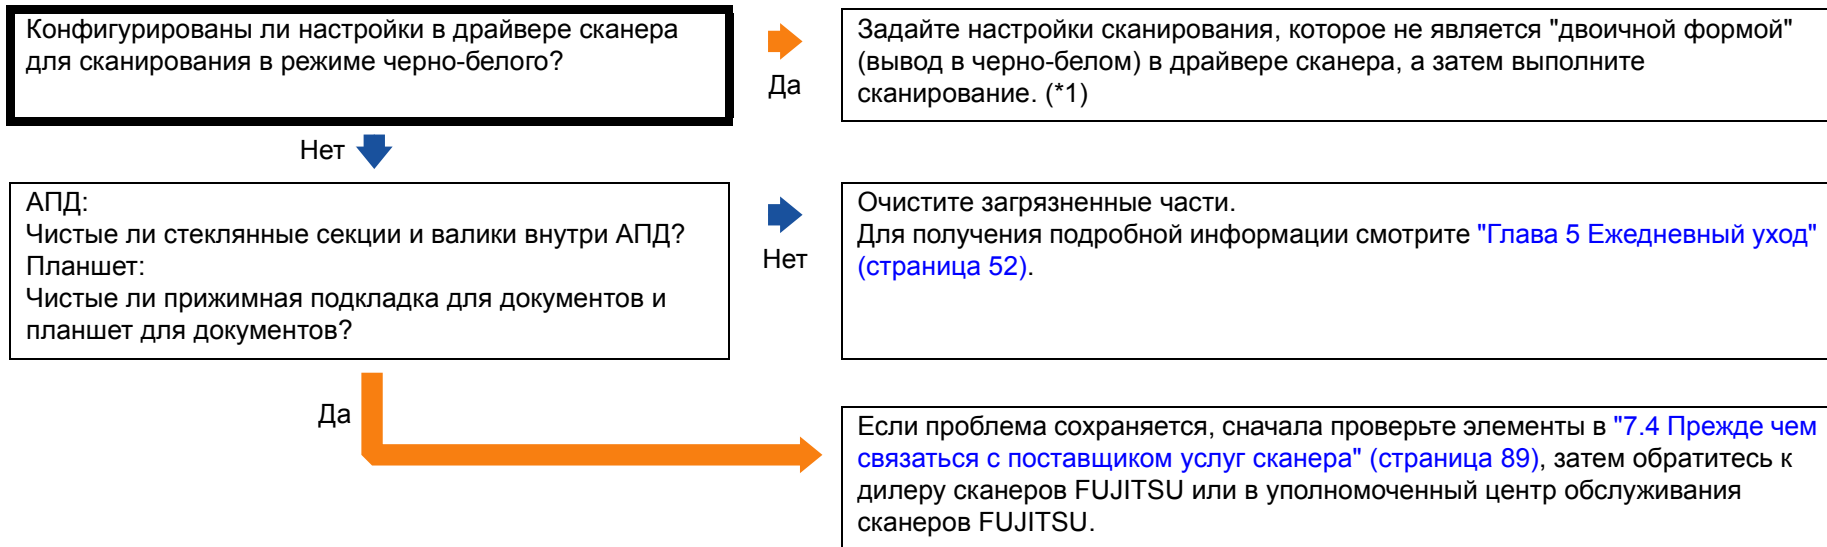 Конфигурированы ли настройки в драйвере сканера
для сканирования в режиме черно-белого?
Да
Задайте настройки сканирования, которое не является "двоичной формой"
(вывод в черно-белом) в драйвере сканера, а затем выполните
сканирование. (*1)
Нет
АПД:
Чистые ли стеклянные секции и валики внутри АПД?
Планшет:
Чистые ли прижимная подкладка для документов и
планшет для документов?
Нет
Очистите загрязненные части.
Для получения подробной информации смотрите "Глава 5 Ежедневный уход"
(страница 52).
Да
Если проблема сохраняется, сначала проверьте элементы в "7.4 Прежде чем
связаться с поставщиком услуг сканера" (страница 89), затем обратитесь к
дилеру сканеров FUJITSU или в уполномоченный центр обслуживания
сканеров FUJITSU.